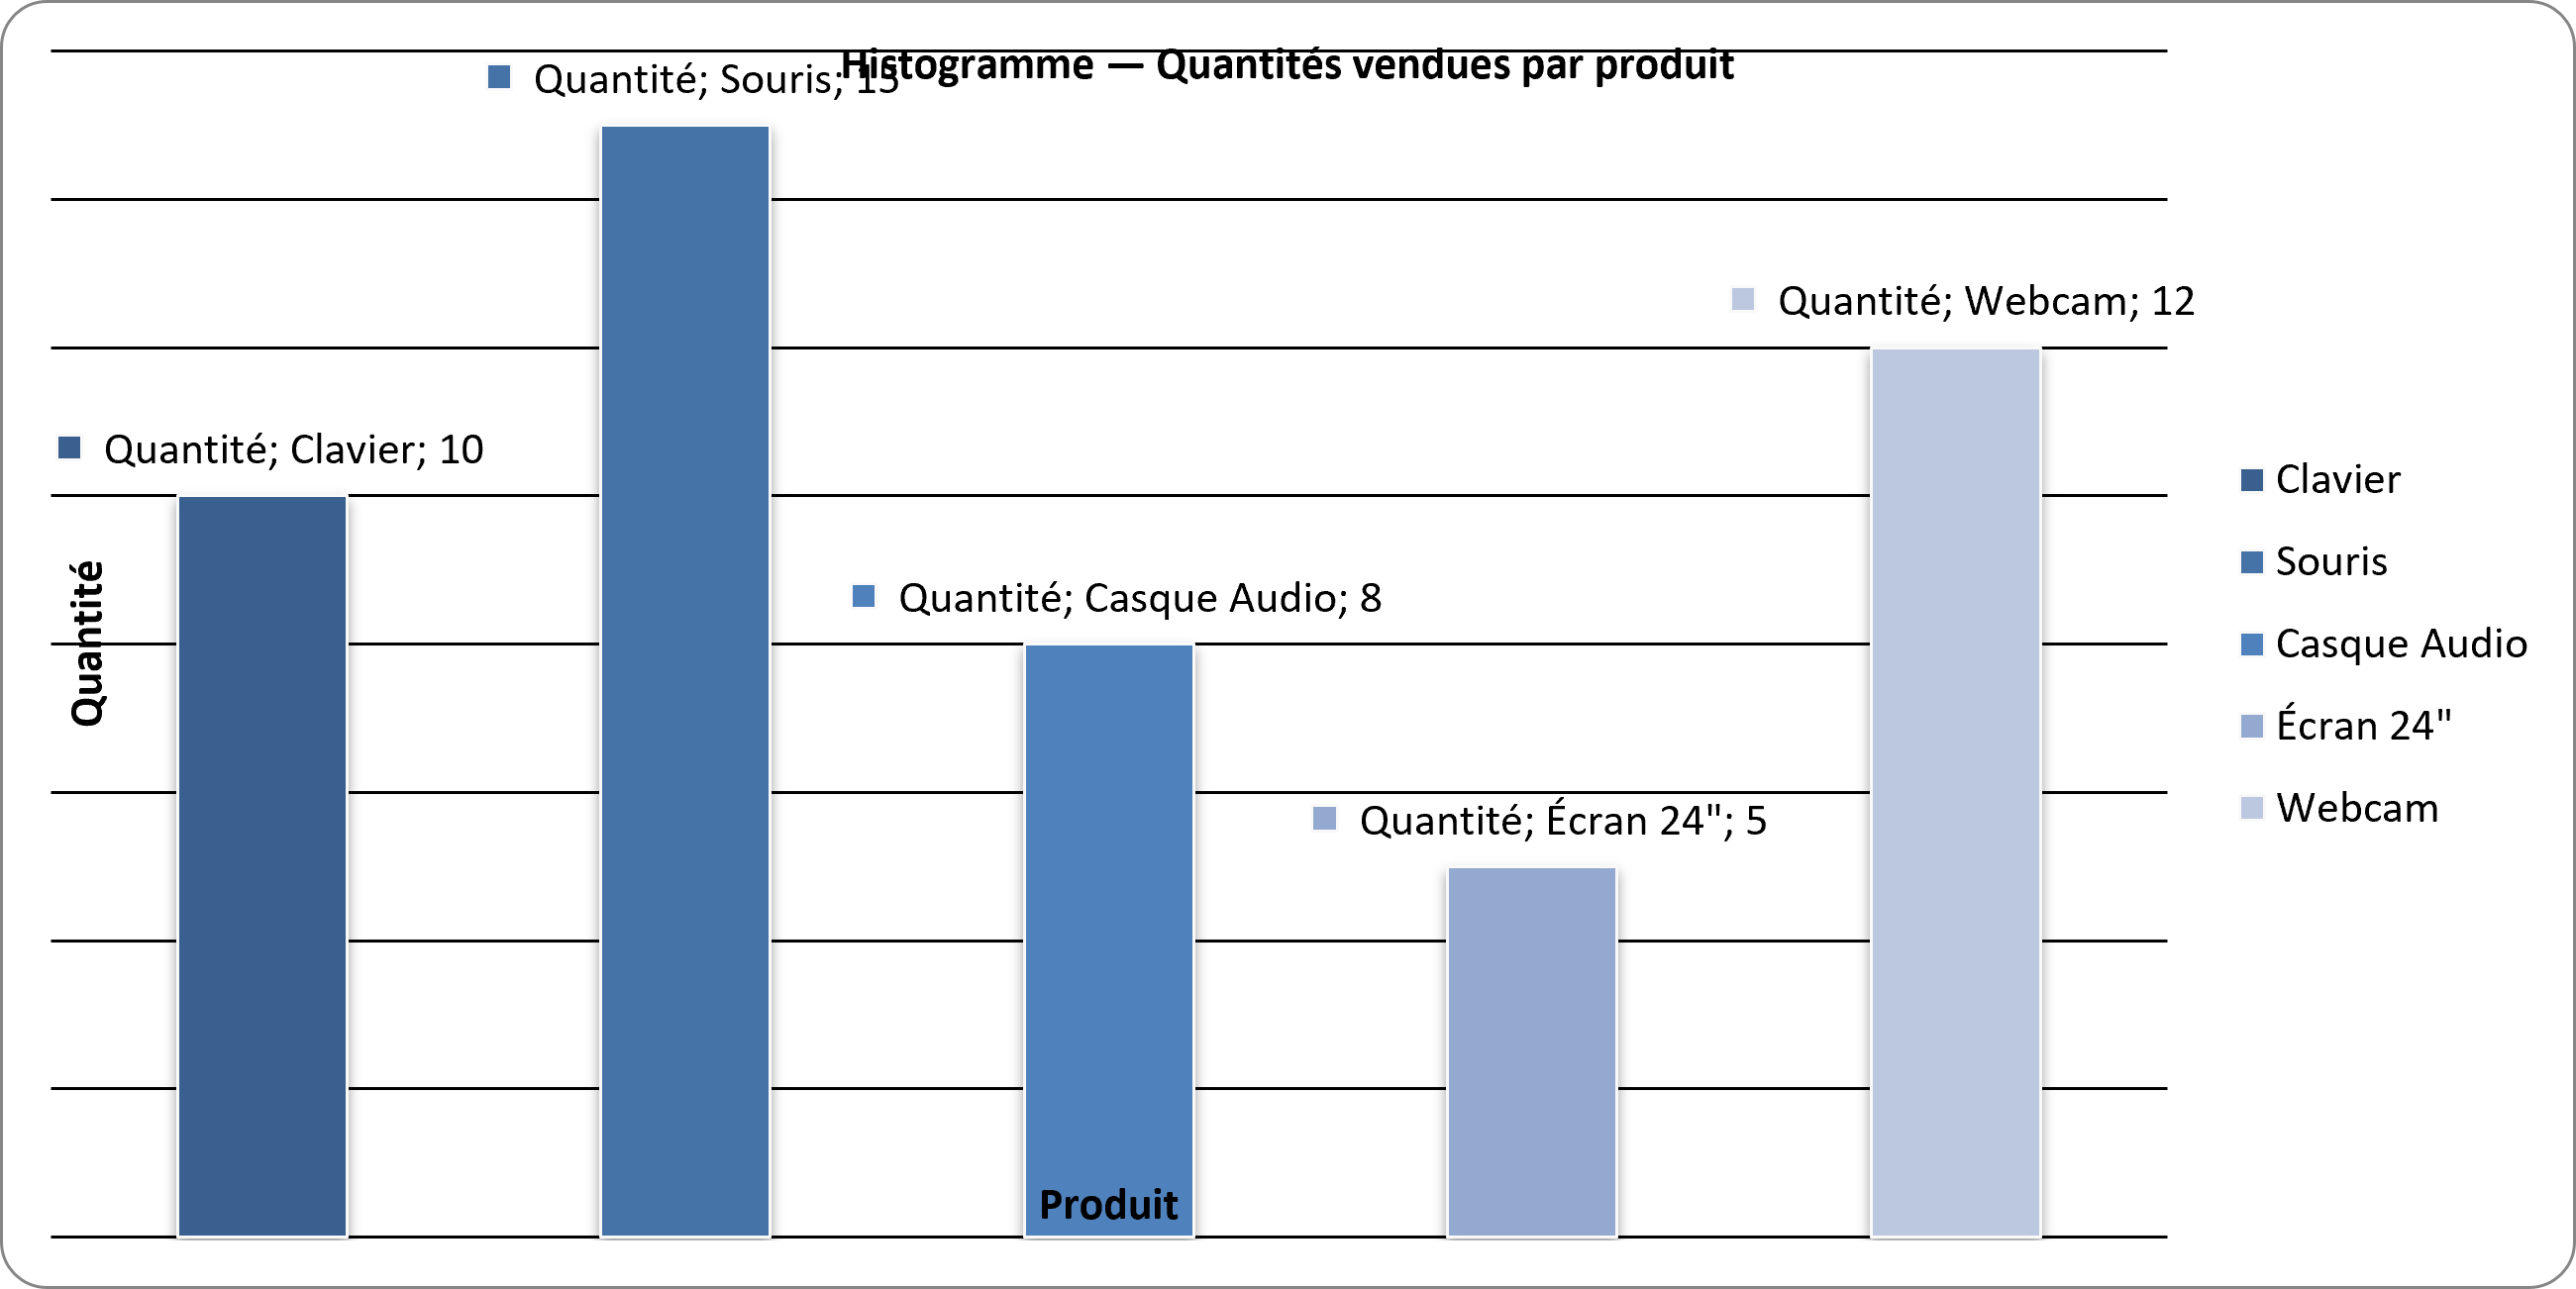 Histogramme — Quantités vendues par produit
Quantité; Souris; 15
Quantité; Webcam; 12
Quantité; Clavier; 10
Quantité; Casque Audio; 8
Quantité; Écran 24"; 5
Quantité
Produit
Clavier
Souris
Casque Audio
Écran 24"
Webcam